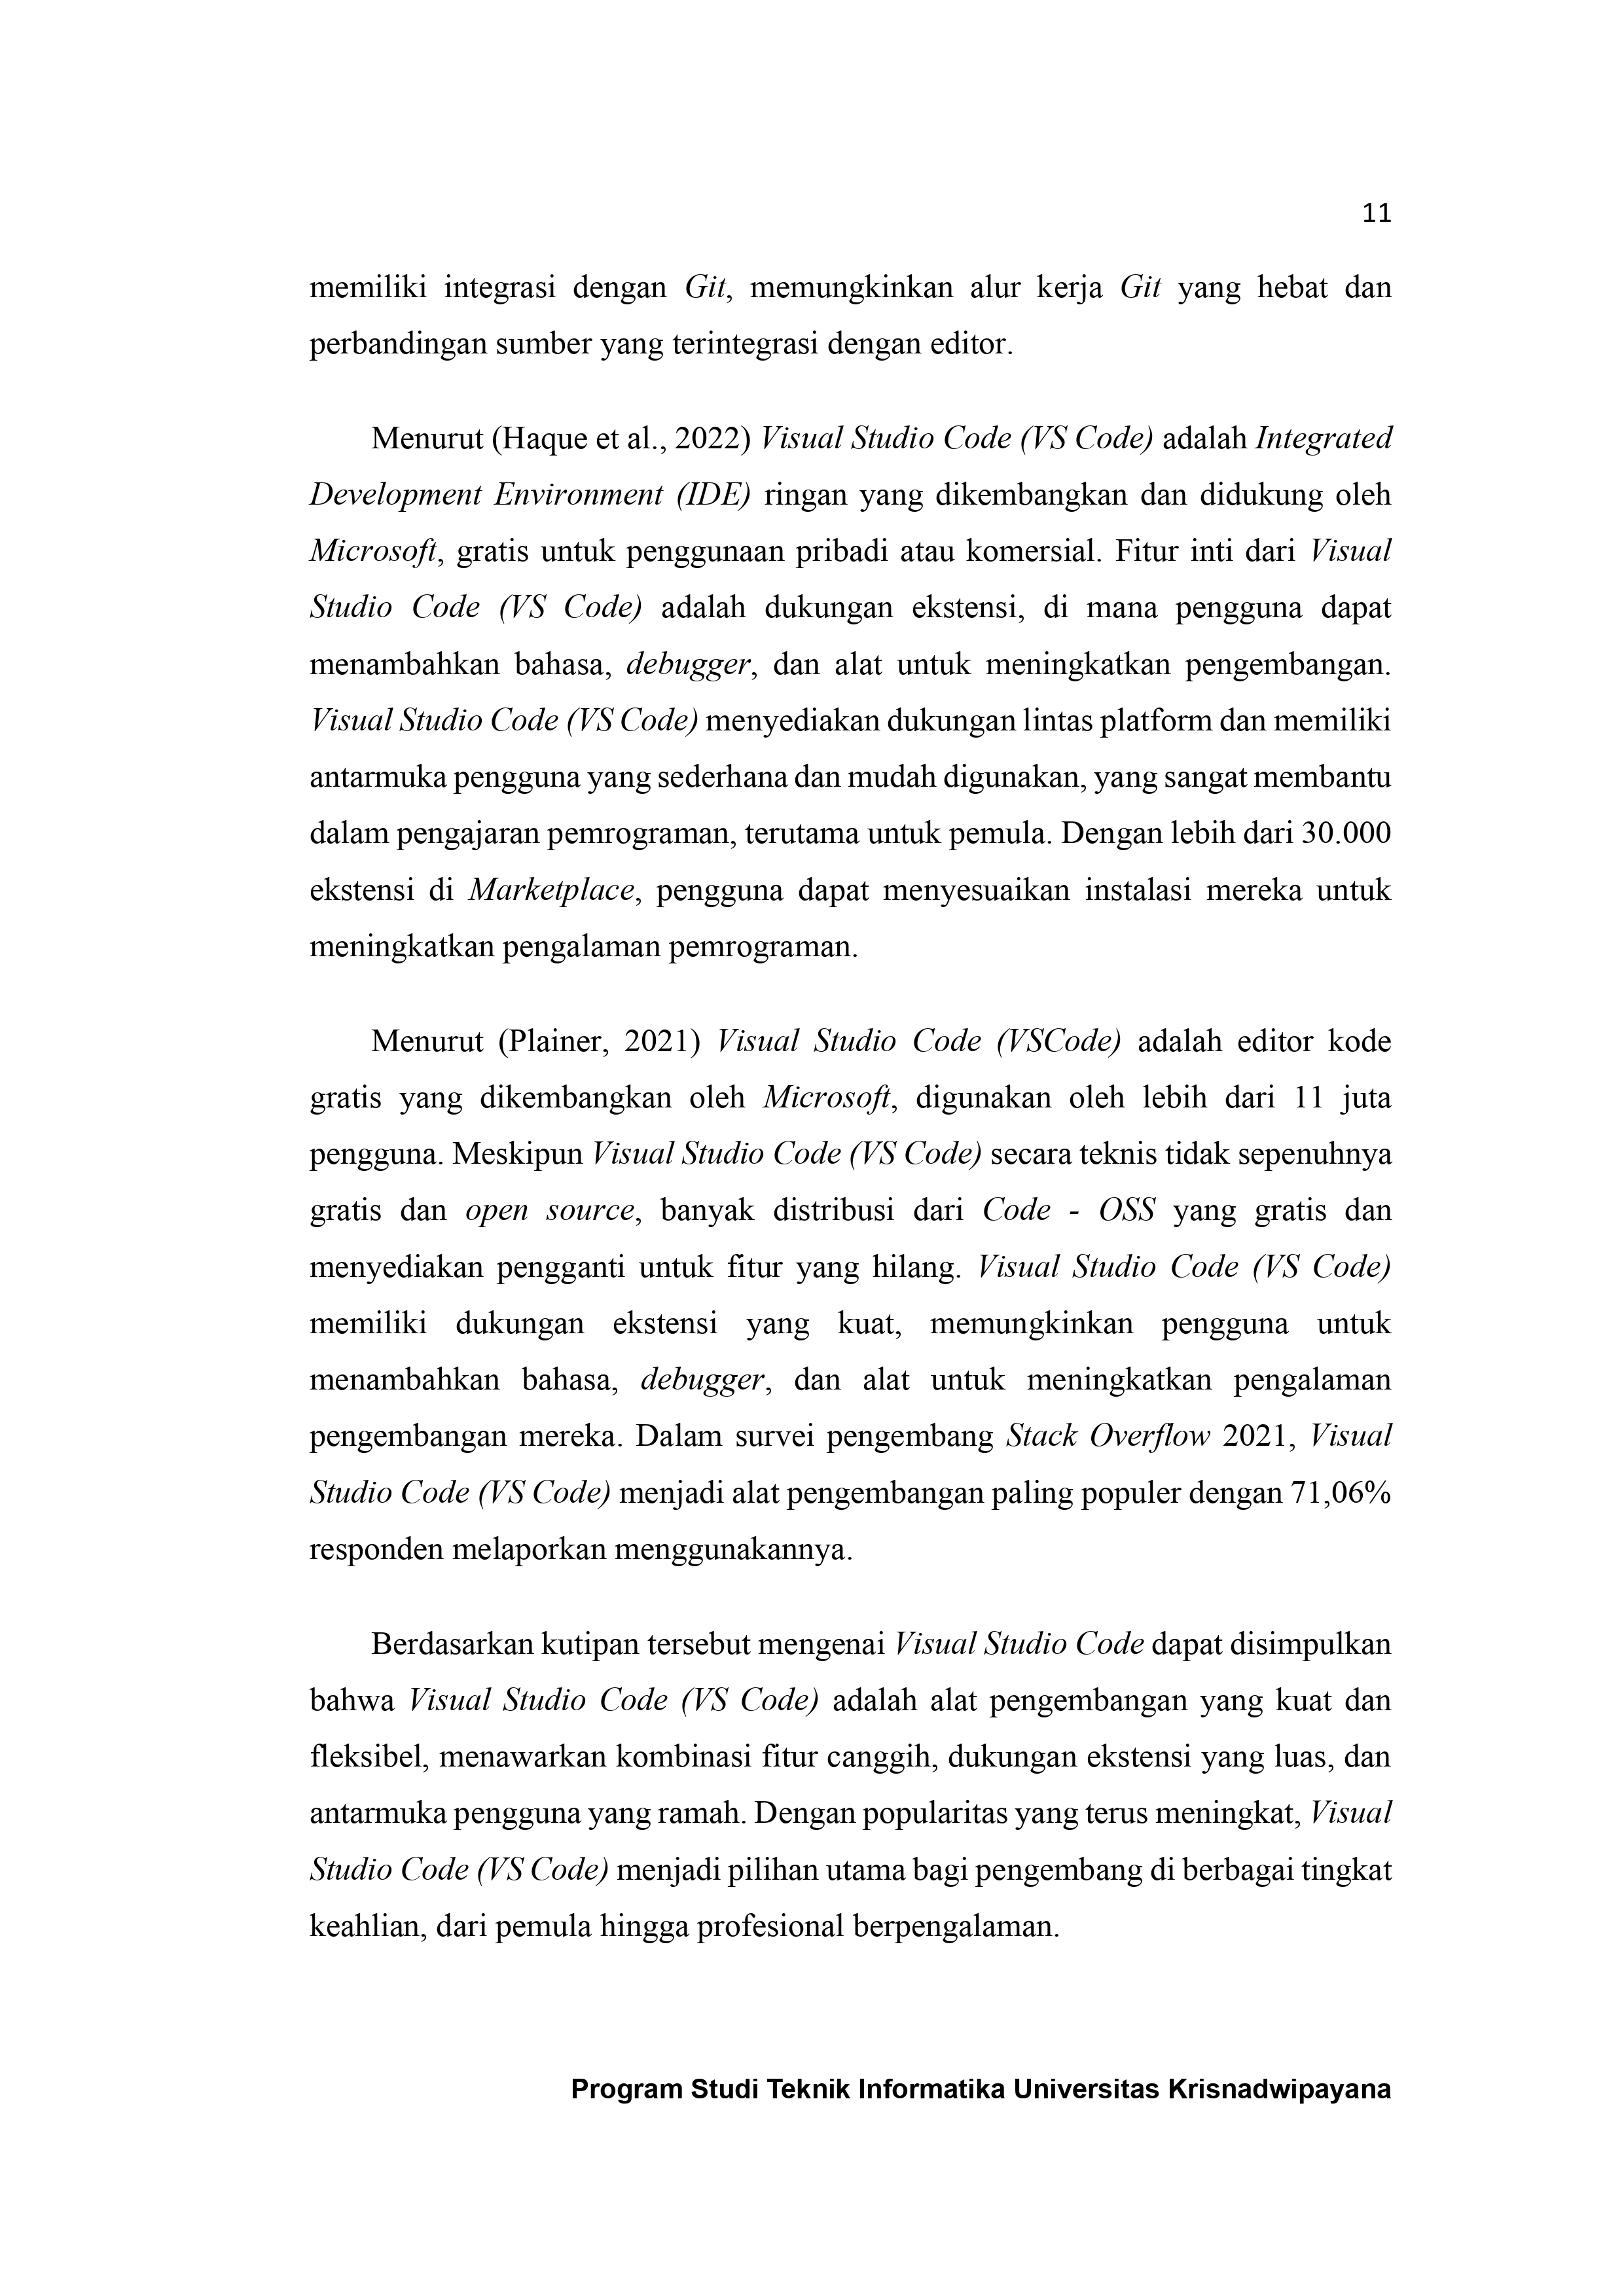 11
memiliki integrasi dengan Git, memungkinkan alur kerja Git yang hebat dan
perbandingan sumber yang terintegrasi dengan editor.
Menurut (Haque et al., 2022) Visual Studio Code (VS Code) adalah Integrated
Development Environment (IDE) ringan yang dikembangkan dan didukung oleh
Microsoft, gratis untuk penggunaan pribadi atau komersial. Fitur inti dari Visual
Studio Code (VS Code) adalah dukungan ekstensi, di mana pengguna dapat
menambahkan bahasa, debugger, dan alat untuk meningkatkan pengembangan.
Visual Studio Code (VS Code) menyediakan dukungan lintas platform dan memiliki
antarmuka pengguna yang sederhana dan mudah digunakan, yang sangat membantu
dalam pengajaran pemrograman, terutama untuk pemula. Dengan lebih dari 30.000
ekstensi di Marketplace, pengguna dapat menyesuaikan instalasi mereka untuk
meningkatkan pengalaman pemrograman.
Menurut (Plainer, 2021) Visual Studio Code (VSCode) adalah editor kode
gratis yang dikembangkan oleh Microsoft, digunakan oleh lebih dari 11 juta
pengguna. Meskipun Visual Studio Code (VS Code) secara teknis tidak sepenuhnya
gratis dan open source, banyak distribusi dari Code - OSS yang gratis dan
menyediakan pengganti untuk fitur yang hilang. Visual Studio Code (VS Code)
memiliki dukungan ekstensi yang kuat, memungkinkan pengguna untuk
menambahkan bahasa, debugger, dan alat untuk meningkatkan pengalaman
pengembangan mereka. Dalam survei pengembang Stack Overflow 2021, Visual
Studio Code (VS Code) menjadi alat pengembangan paling populer dengan 71,06%
responden melaporkan menggunakannya.
Berdasarkan kutipan tersebut mengenai Visual Studio Code dapat disimpulkan
bahwa Visual Studio Code (VS Code) adalah alat pengembangan yang kuat dan
fleksibel, menawarkan kombinasi fitur canggih, dukungan ekstensi yang luas, dan
antarmuka pengguna yang ramah. Dengan popularitas yang terus meningkat, Visual
Studio Code (VS Code) menjadi pilihan utama bagi pengembang di berbagai tingkat
keahlian, dari pemula hingga profesional berpengalaman.
Program Studi Teknik Informatika Universitas Krisnadwipayana